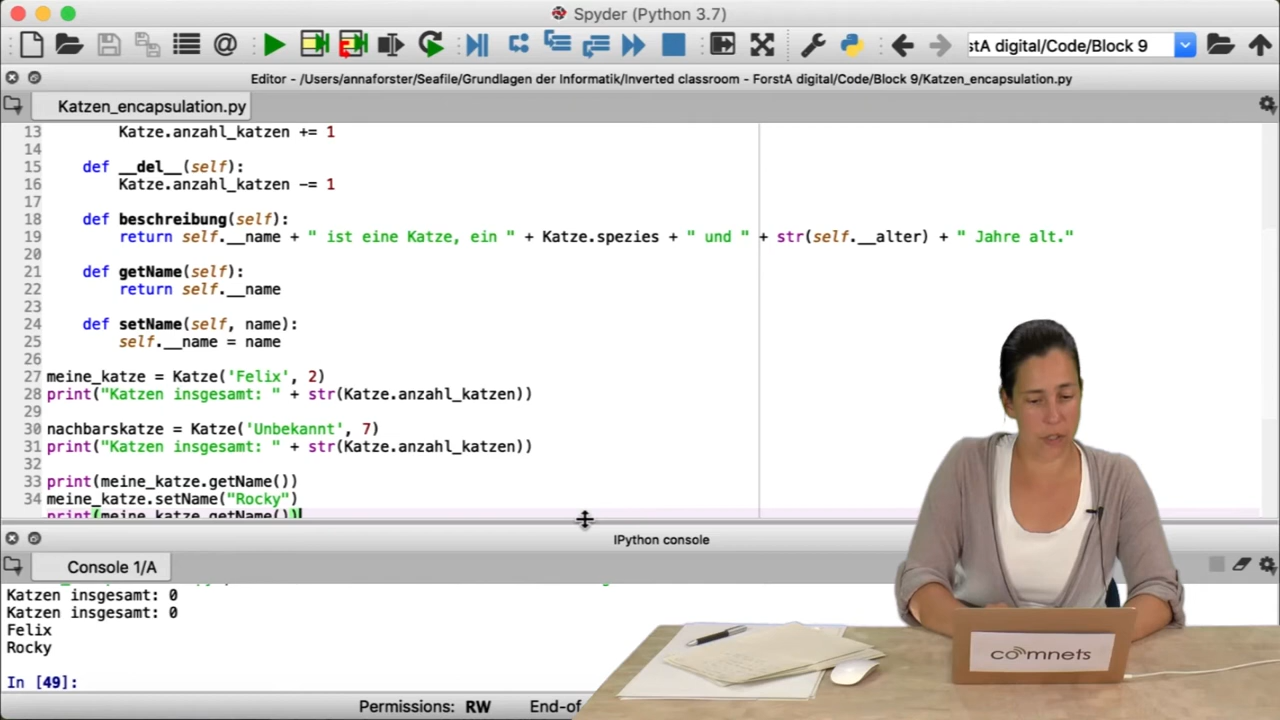 Spyder (Python 3.7)
stA digital/Code/Block 9
Editor - /Users/annaforster/Seafile/Grundlagen der Informatik/Inverted classroom - ForstA digital/Code/Block 9/Katzen_encapsulation.py
Katzen_encapsulation.py
13 Katze.anzahl_katzen += 1
14
15 def __del__(self):
16 Katze.anzahl_katzen -= 1
17
18 def beschreibung(self):
19 return self.__name + " ist eine Katze, ein " + Katze.spezies + " und " + str(self.__alter) + " Jahre alt."
20
21 def getName(self):
22 return self.__name
23
24 def setName(self, name):
25 self.__name = name
26
27 meine_katze = Katze('Felix', 2)
28 print("Katzen insgesamt: " + str(Katze.anzahl_katzen))
29
30 nachbarskatze = Katze('Unbekannt', 7)
31 print("Katzen insgesamt: " + str(Katze.anzahl_katzen))
32
33 print(meine_katze.getName())
34 meine_katze.setName("Rocky")
print(meine_katze.getName())
IPython console
Console 1/A
Katzen insgesamt: 0
Katzen insgesamt: 0
Felix
Rocky
In [49]:
Permissions: RW End-of
comnets